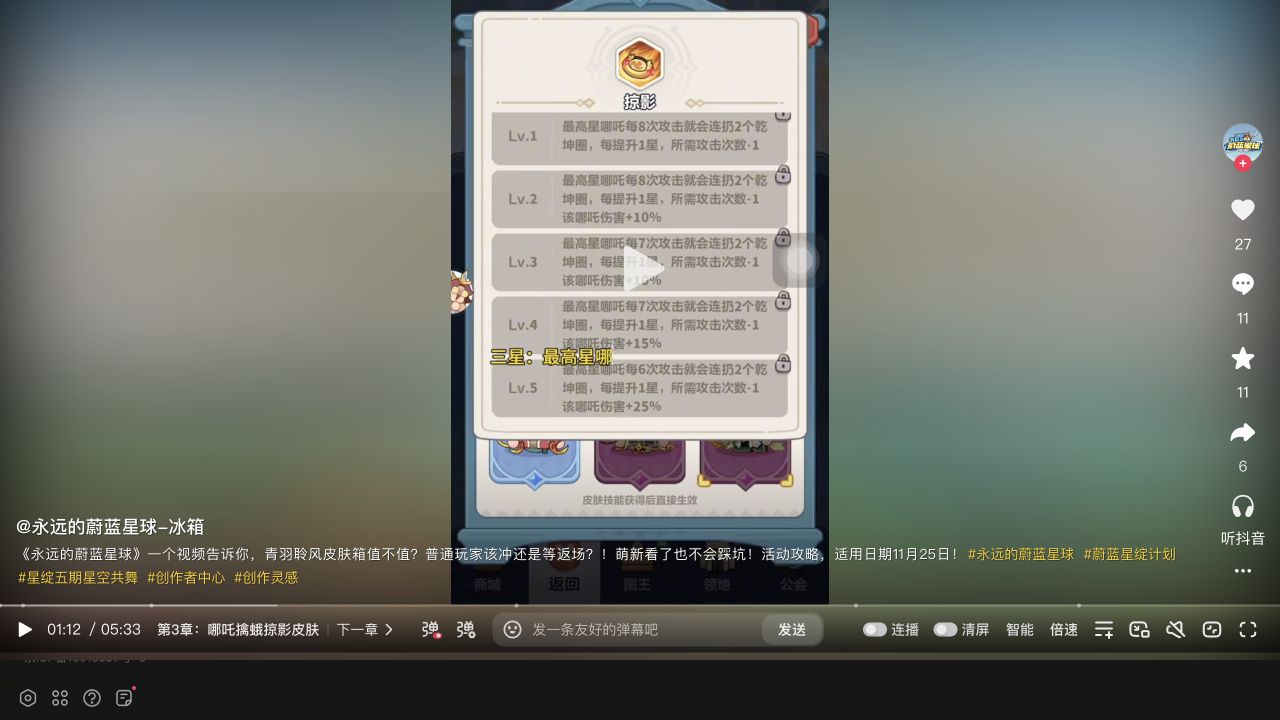 掠影
Lv.1
最高星哪吒每8次攻击就会连扔2个乾
坤圈，每提升1星，所需攻击次数-1
Lv.2
最高星哪吒每8次攻击就会连扔2个乾
坤圈，每提升1星，所需攻击次数-1
该哪吒伤害+10%
Lv.3
最高星哪吒每7次攻击就会连扔2个乾
坤圈，每提升1星，所需攻击次数-1
该哪吒伤害+10%
Lv.4
最高星哪吒每7次攻击就会连扔2个乾
坤圈，每提升1星，所需攻击次数-1
该哪吒伤害+15%
三星：最高星哪
Lv.5
最高星哪吒每6次攻击就会连扔2个乾
坤圈，每提升1星，所需攻击次数-1
该哪吒伤害+25%
皮肤技能获得后直接生效
商城
返回
国王
领地
公会
蔚蓝星球
27
11
11
6
听抖音
@永远的蔚蓝星球-冰箱
《永远的蔚蓝星球》一个视频告诉你，青羽聆风皮肤箱值不值？普通玩家该冲还是等返场？！萌新看了也不会踩坑！活动攻略，适用日期11月25日！ #永远的蔚蓝星球 #蔚蓝星绽计划
#星绽五期星空共舞 #创作者中心 #创作灵感
01:12 / 05:33 第3章：哪吒擒蛾掠影皮肤 | 下一章
弹
弹
发一条友好的弹幕吧
发送
连播
清屏
智能
倍速